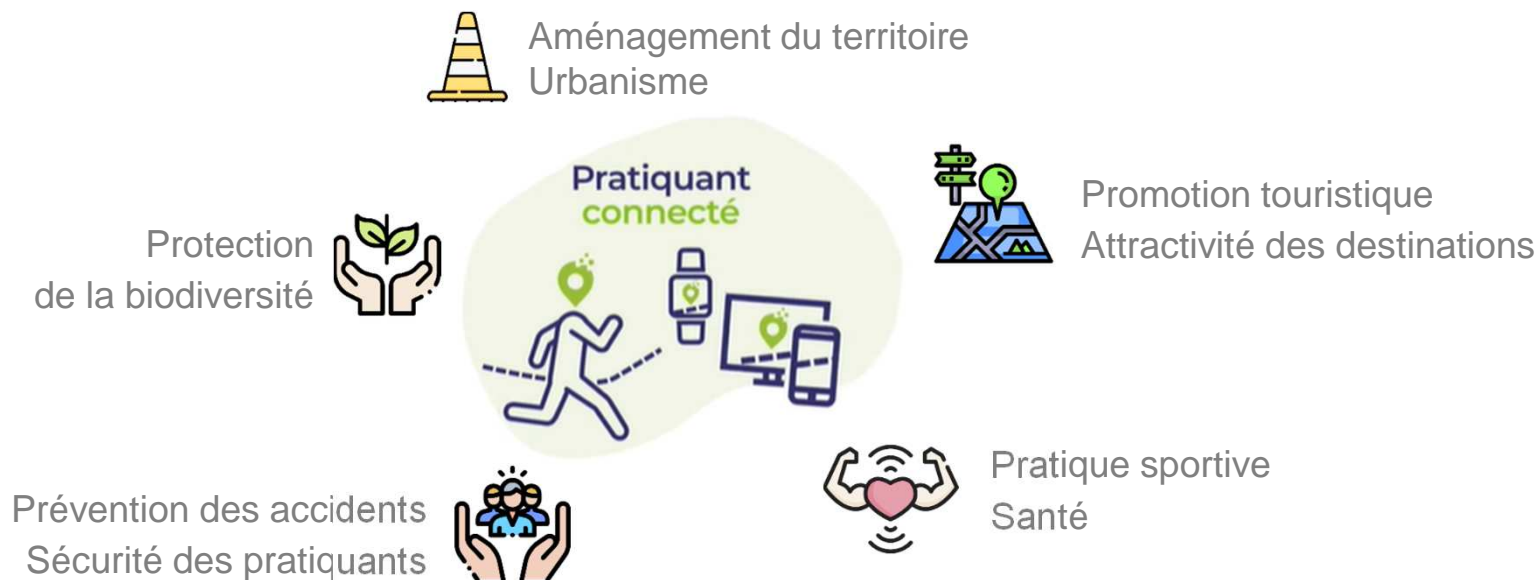 Aménagement du territoire
Urbanisme
Pratiquant
connecté
Promotion touristique
Attractivité des destinations
Protection
de la biodiversité
Pratique sportive
Santé
Prévention des accidents
Sécurité des pratiquants